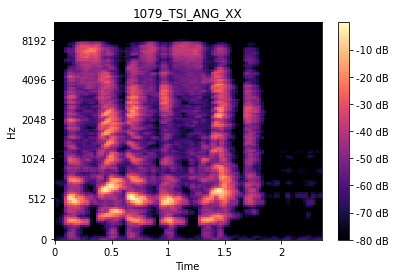 1079_TSI_ANG_XX
8192
4096
2048
1024
512
0
Hz
0
0.5
1
1.5
2
Time
-10 dB
-20 dB
-30 dB
-40 dB
-50 dB
-60 dB
-70 dB
-80 dB